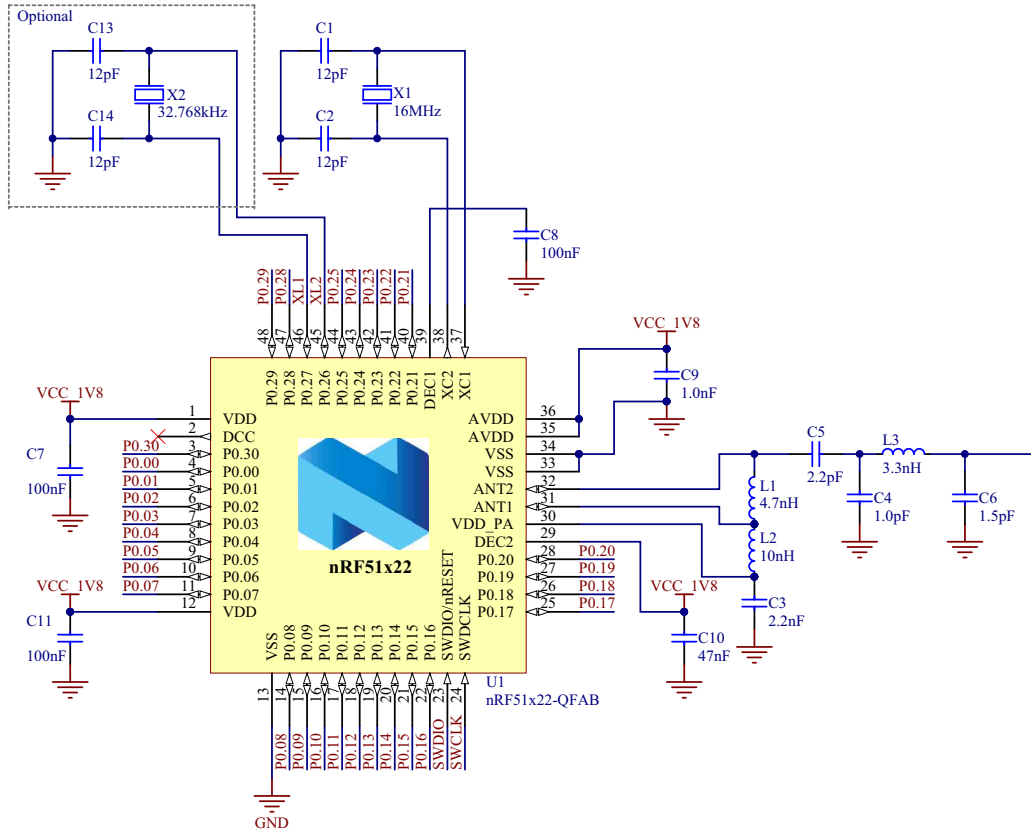 Optional
C13
12pF
X2
32.768kHz
C14
12pF
C1
12pF
X1
16MHz
C2
12pF
C8
100nF
P0.29
P0.28
XL1
XL2
P0.25
P0.24
P0.23
P0.22
P0.21
48
47
46
45
44
43
42
41
40
39
38
37
P0.29
P0.28
P0.27
P0.26
P0.25
P0.24
P0.23
P0.22
P0.21
DEC1
XC2
XC1
VCC_1V8
C7
100nF
VCC_1V8
C11
100nF
1 VDD
2 DCC
P0.30 3 P0.30
P0.00 4 P0.00
P0.01 5 P0.01
P0.02 6 P0.02
P0.03 7 P0.03
P0.04 8 P0.04
P0.05 9 P0.05
P0.06 10 P0.06
P0.07 11 P0.07
12 VDD
nRF51x22
AVDD 36
AVDD 35
VSS 34
VSS 33
ANT2 32
ANT1 31
VDD_PA 30
DEC2 29
P0.20 28 P0.20
P0.19 27 P0.19
P0.18 26 P0.18
P0.17 25 P0.17
VCC_1V8
C9
1.0nF
L1
4.7nH
L2
10nH
C3
2.2nF
C5
2.2pF
L3
3.3nH
C4
1.0pF
C6
1.5pF
VCC_1V8
C10
47nF
VSS
P0.08
P0.09
P0.10
P0.11
P0.12
P0.13
P0.14
P0.15
P0.16
SWDIO/nRESET
SWDCLK
U1
nRF51x22-QFAB
13
14
15
16
17
18
19
20
21
22
23
24
P0.08
P0.09
P0.10
P0.11
P0.12
P0.13
P0.14
P0.15
P0.16
SWDIO
SWCLK
GND